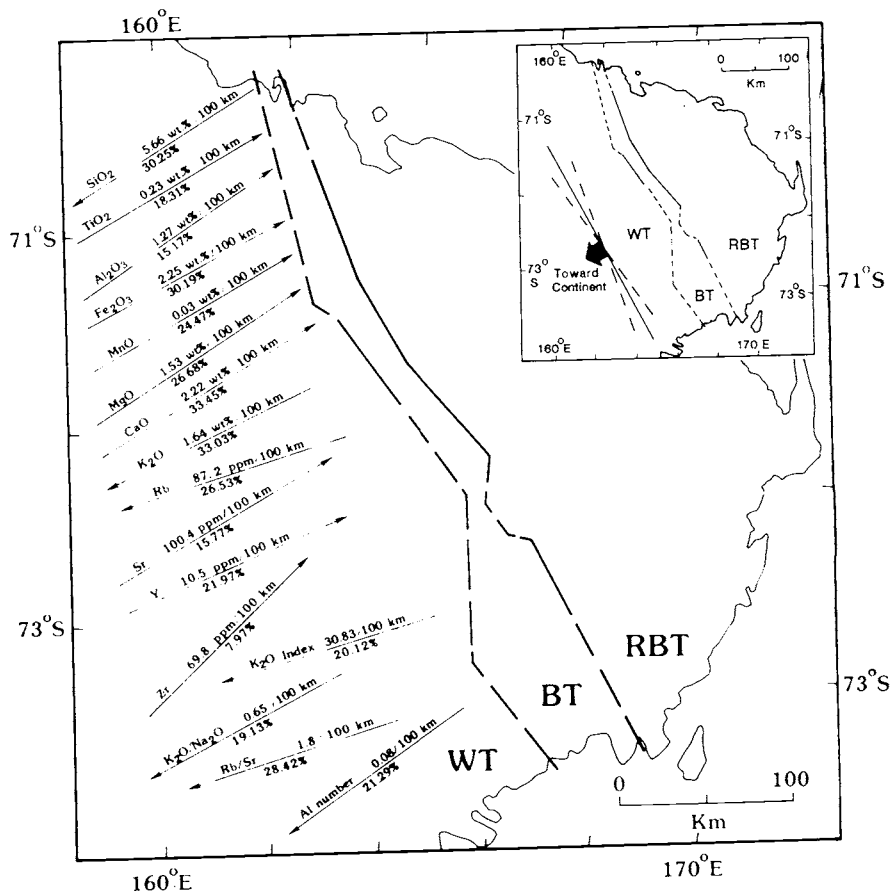 160°E
SiO₂ 5.66 wt.% 100 km
30.25%
TiO₂ 0.23 wt.% 100 km
18.31%
Al₂O₃ 1.27 wt.% 100 km
15.17%
Fe₂O₃ 2.25 wt.% 100 km
30.19%
MnO 0.03 wt.% 100 km
24.47%
MgO 1.53 wt.% 100 km
26.68%
CaO 2.22 wt.% 100 km
33.45%
K₂O 1.64 wt.% 100 km
33.03%
Rb 87.2 ppm/100 km
26.53%
Sr 100.4 ppm/100 km
15.77%
Y 10.5 ppm/100 km
21.97%
Zr 69.8 ppm/100 km
7.97%
K₂O Index 30.83/100 km
20.12%
K₂O/Na₂O 0.65/100 km
19.13%
Rb/Sr 1.8 100 km
28.42%
Al number 0.08/100 km
21.29%
71°S
73°S
160°E
0 100
Km
71°S
71°S
WT
RBT
BT
73°
S
Toward
Continent
73°S
160°E
170 E
71°S
RBT
BT
WT
73°S
0 100
Km
160°E
170°E